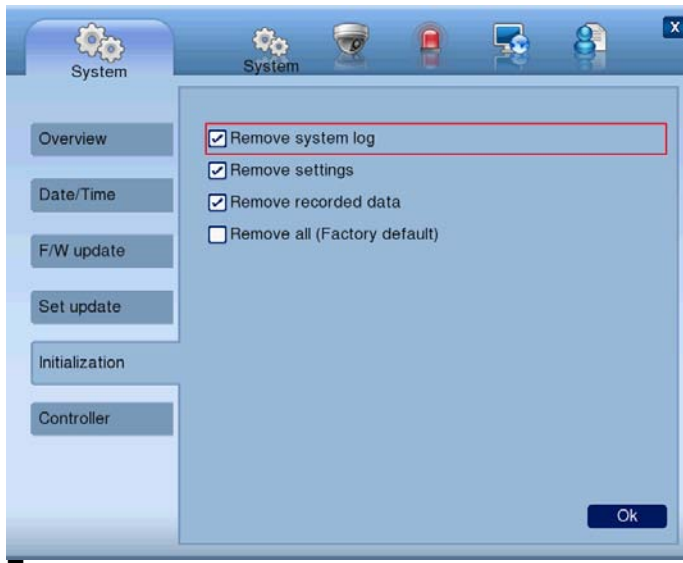 System
System
X
Overview
Date/Time
F/W update
Set update
Initialization
Controller
Remove system log
Remove settings
Remove recorded data
Remove all (Factory default)
Ok